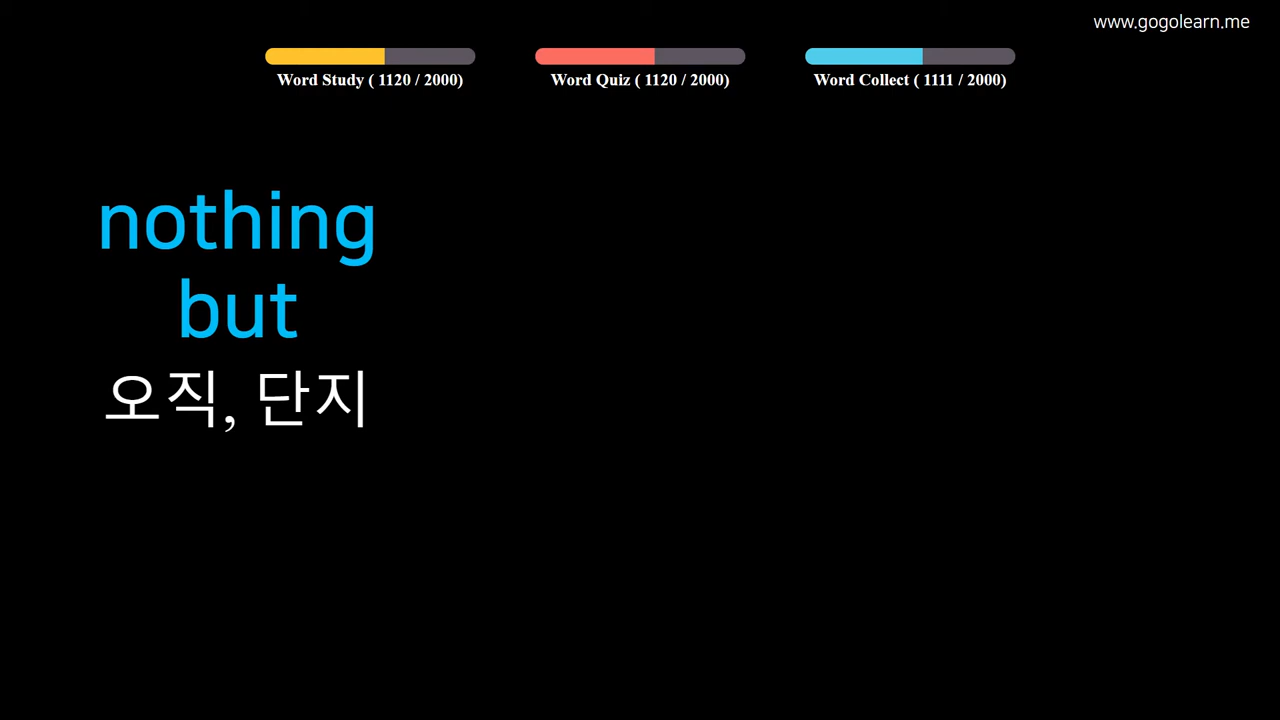 www.gogolearn.me
Word Study ( 1120 / 2000)
Word Quiz ( 1120 / 2000)
Word Collect ( 1111 / 2000)
nothing
but
오직, 단지